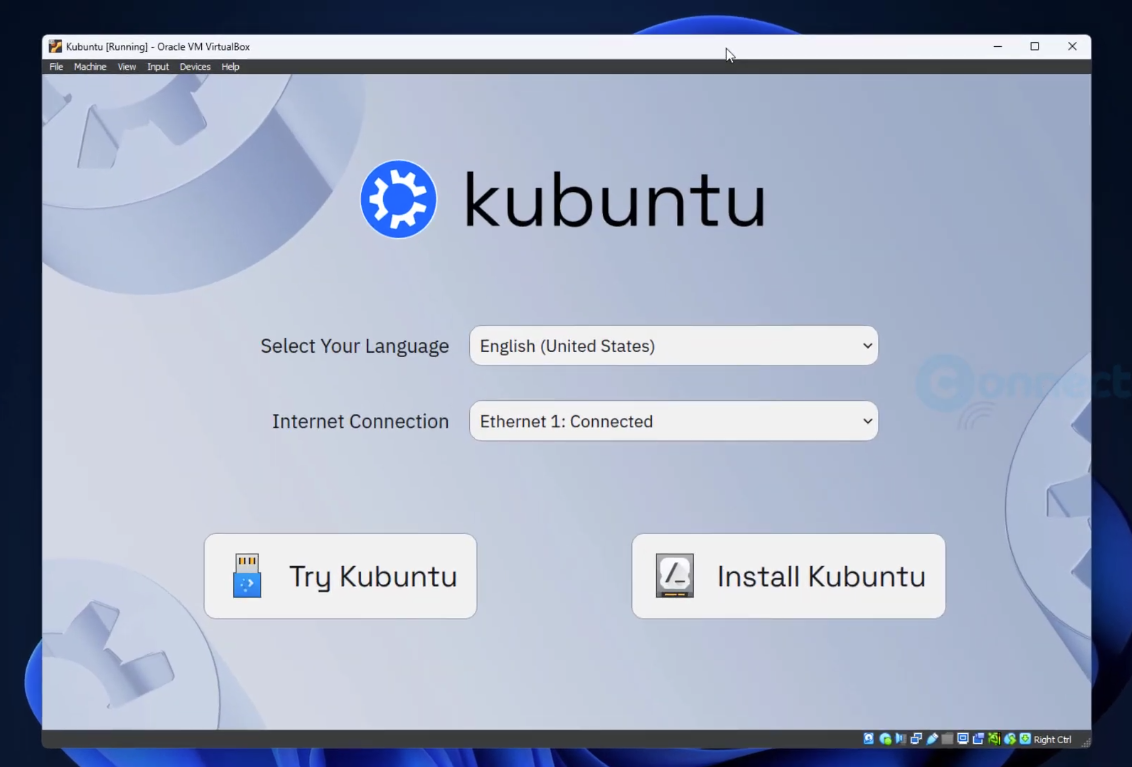 Kubuntu [Running] - Oracle VM VirtualBox
File Machine View Input Devices Help
kubuntu
Select Your Language English (United States)
Internet Connection Ethernet 1: Connected
Connect
Try Kubuntu Install Kubuntu
Right Ctrl